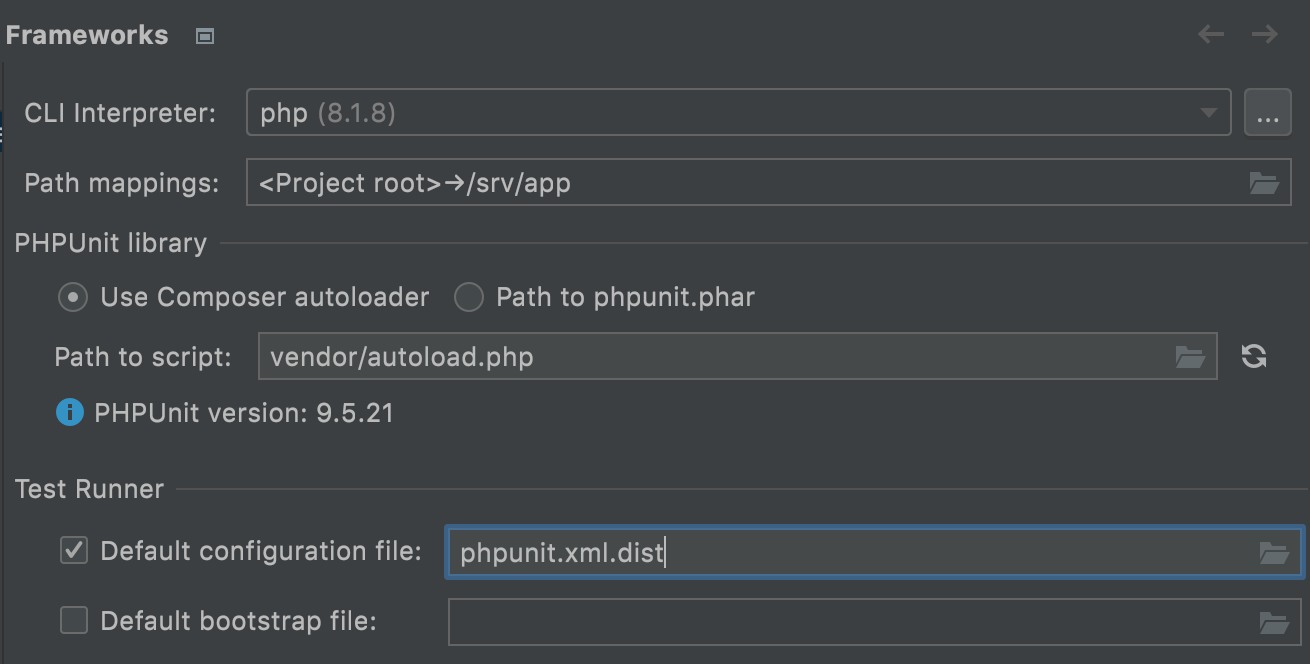 Frameworks
CLI Interpreter: php (8.1.8) ...
Path mappings: <Project root>→/srv/app
PHPUnit library
Use Composer autoloader Path to phpunit.phar
Path to script: vendor/autoload.php
PHPUnit version: 9.5.21
Test Runner
Default configuration file: phpunit.xml.dist
Default bootstrap file: